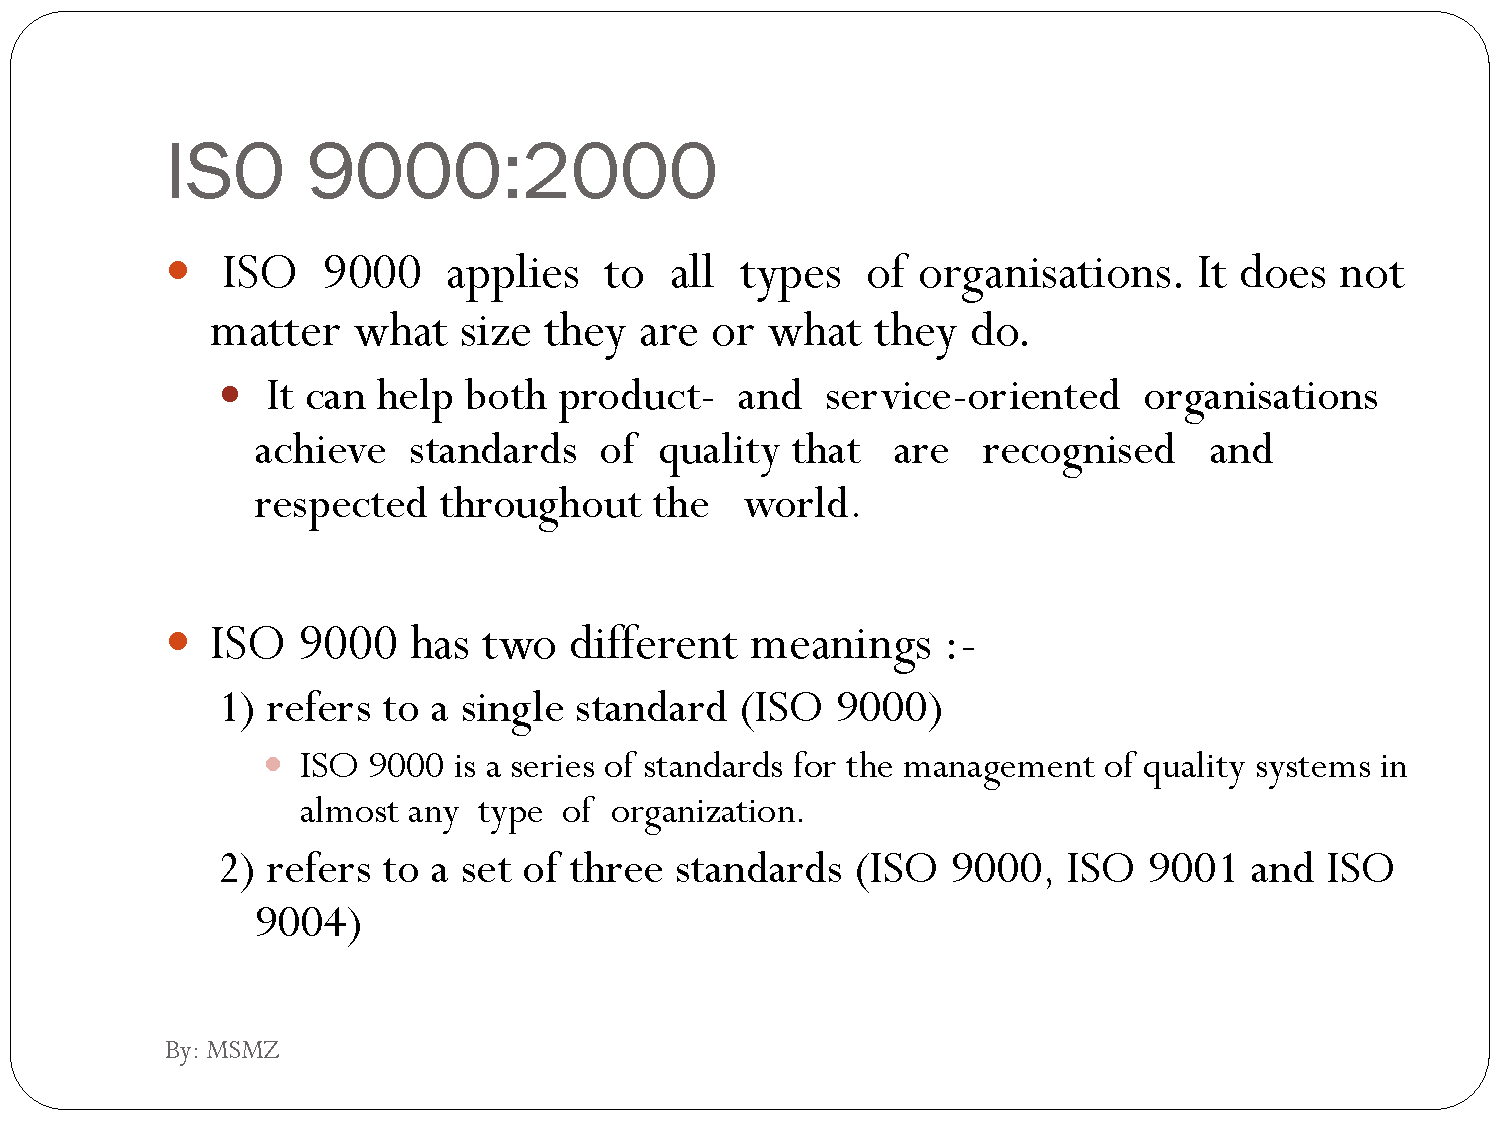 ISO 9000:2000
• ISO 9000 applies to all types of organisations. It does not
matter what size they are or what they do.
• It can help both product- and service-oriented organisations
achieve standards of quality that are recognised and
respected throughout the world.
• ISO 9000 has two different meanings :-
1) refers to a single standard (ISO 9000)
• ISO 9000 is a series of standards for the management of quality systems in
almost any type of organization.
2) refers to a set of three standards (ISO 9000, ISO 9001 and ISO
9004)
By: MSMZ